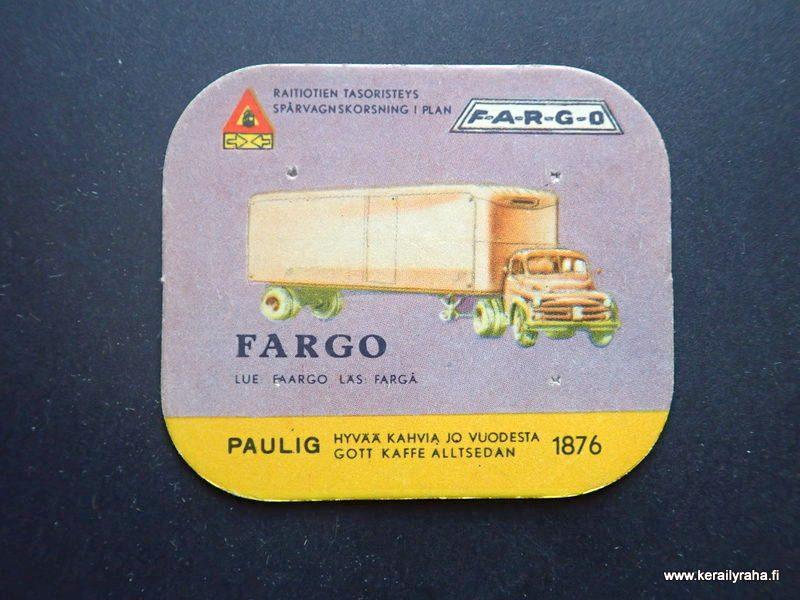 RAITIOTIEN TASORISTEYS
SPÅRVAGNSKORSNING I PLAN
F-A-R-G-O
FARGO
LUE: FAARGO LÄS: FARGÅ
PAULIG HYVÄÄ KAHVIA JO VUODESTA 1876
GOTT KAFFE ALLTSEDAN
www.kerailyraha.fi